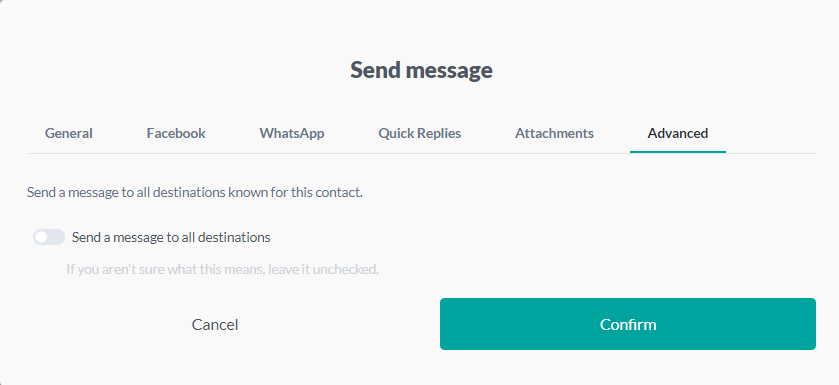 Send message
General Facebook WhatsApp Quick Replies Attachments Advanced
Send a message to all destinations known for this contact.
Send a message to all destinations
If you aren't sure what this means, leave it unchecked.
Cancel Confirm